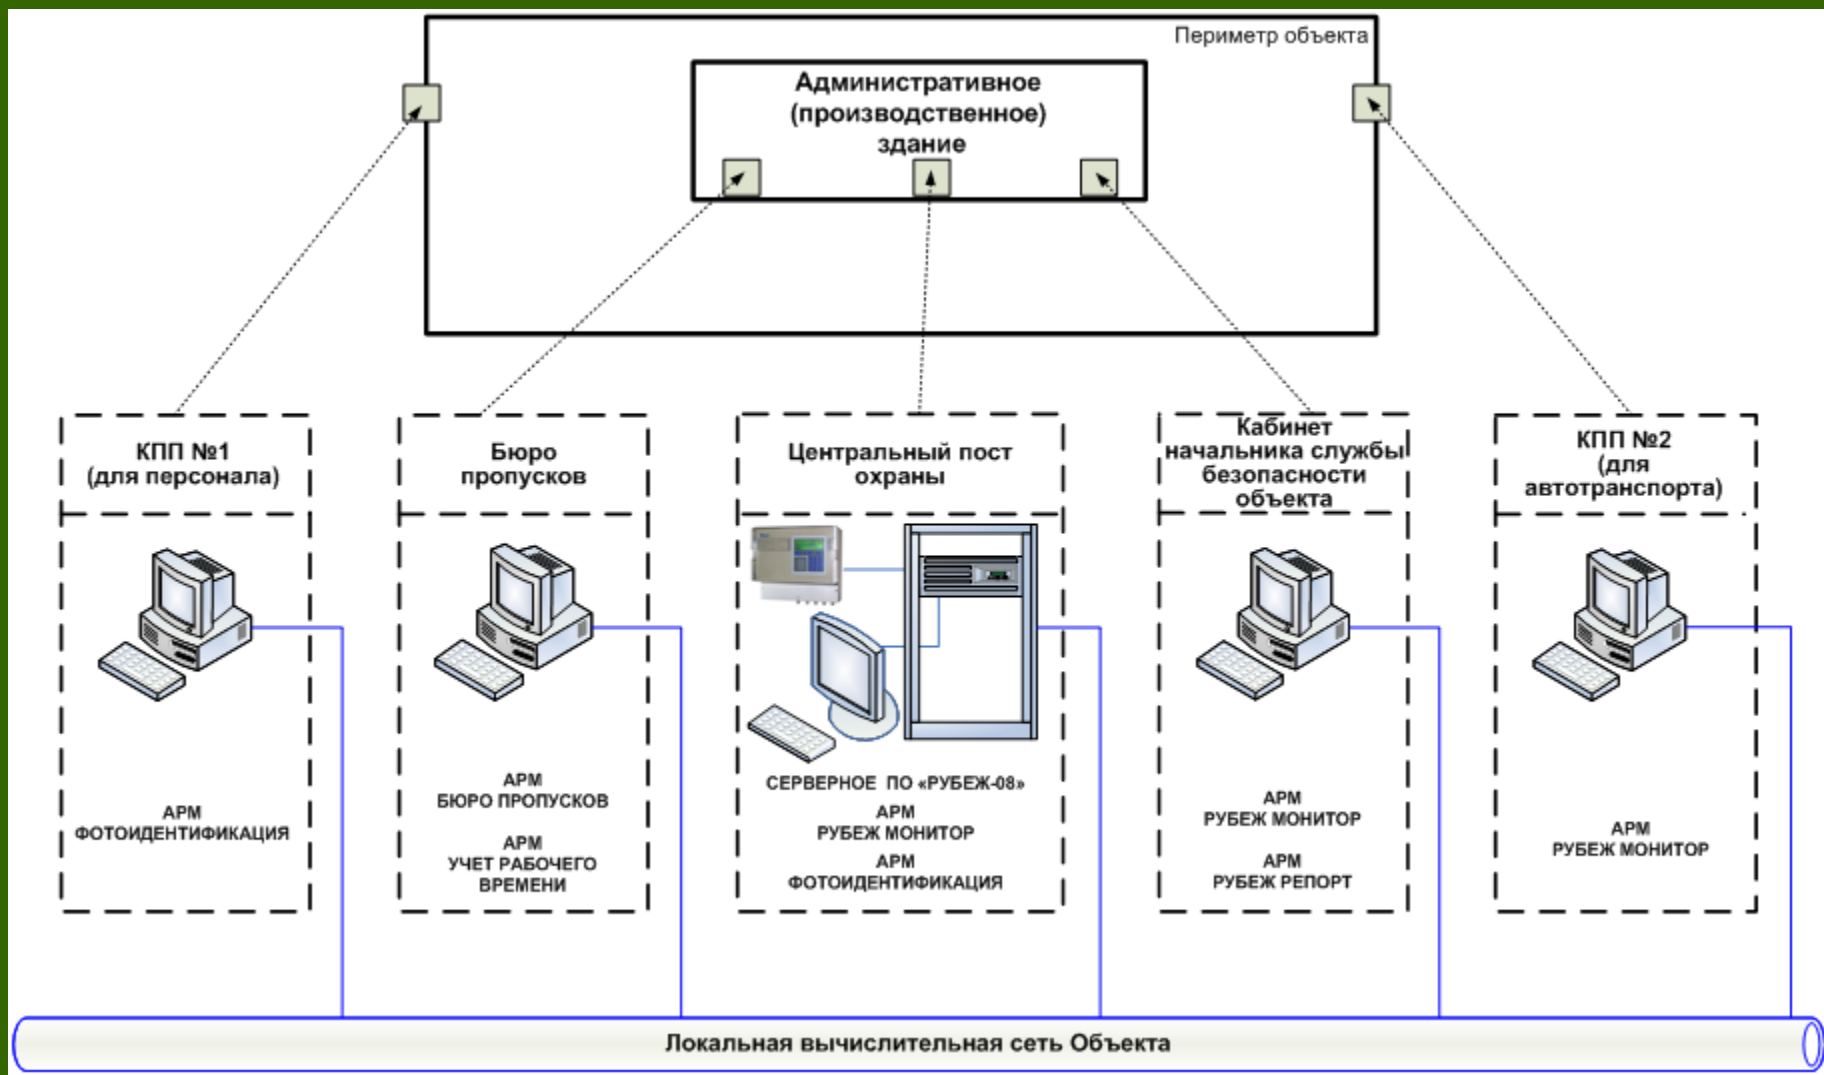 Периметр объекта
Административное
(производственное)
здание
КПП №1
(для персонала)
Бюро
пропусков
Центральный пост
охраны
Кабинет
начальника службы
безопасности
объекта
КПП №2
(для
автотранспорта)
АРМ
ФОТОИДЕНТИФИКАЦИЯ
АРМ
БЮРО ПРОПУСКОВ
АРМ
УЧЕТ РАБОЧЕГО
ВРЕМЕНИ
СЕРВЕРНОЕ ПО «РУБЕЖ-08»
АРМ
РУБЕЖ МОНИТОР
АРМ
ФОТОИДЕНТИФИКАЦИЯ
АРМ
РУБЕЖ МОНИТОР
АРМ
РУБЕЖ РЕПОРТ
АРМ
РУБЕЖ МОНИТОР
Локальная вычислительная сеть Объекта